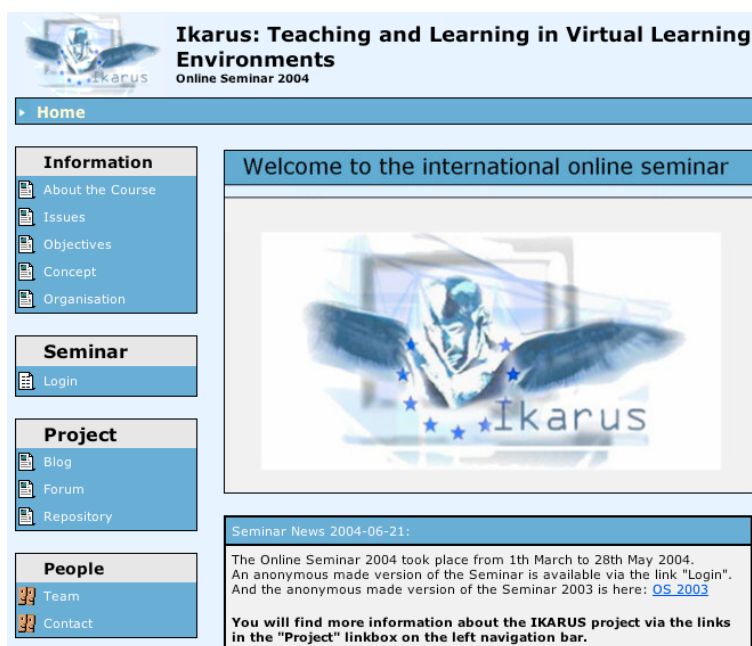 Ikarus: Teaching and Learning in Virtual Learning
Environments
Online Seminar 2004
Ikarus
Home
Information
About the Course
Issues
Objectives
Concept
Organisation
Seminar
Login
Project
Blog
Forum
Repository
People
Team
Contact
Welcome to the international online seminar
Ikarus
Seminar News 2004-06-21:
The Online Seminar 2004 took place from 1th March to 28th May 2004.
An anonymous made version of the Seminar is available via the link "Login".
And the anonymous made version of the Seminar 2003 is here: OS 2003
You will find more information about the IKARUS project via the links
in the "Project" linkbox on the left navigation bar.